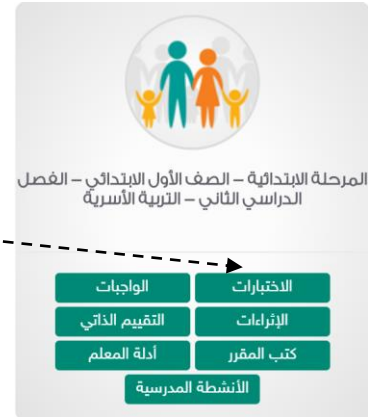 المرحلة الابتدائية – الصف الأول الابتدائي – الفصل
الدراسي الثاني – التربية الأسرية
الاختبارات
الواجبات
الإثراءات
التقييم الذاتي
كتب المقرر
أدلة المعلم
الأنشطة المدرسية